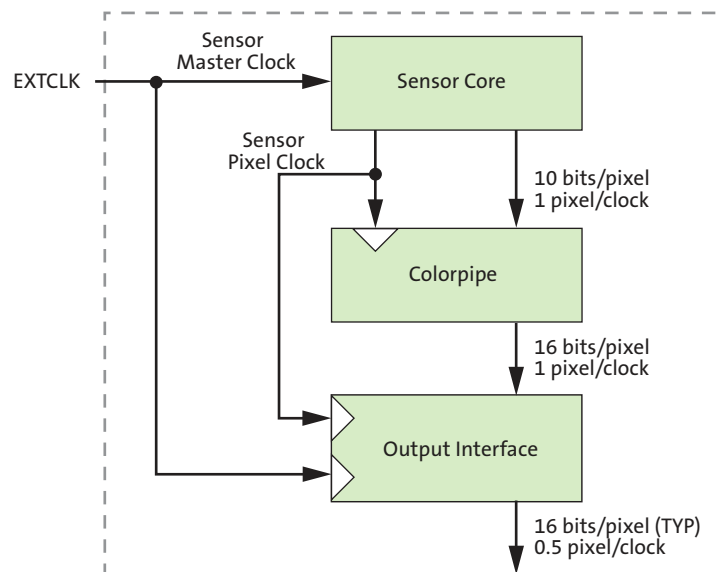 Sensor
Master Clock
EXTCLK
Sensor Core
Sensor
Pixel Clock
10 bits/pixel
1 pixel/clock
Colorpipe
16 bits/pixel
1 pixel/clock
Output Interface
16 bits/pixel (TYP)
0.5 pixel/clock